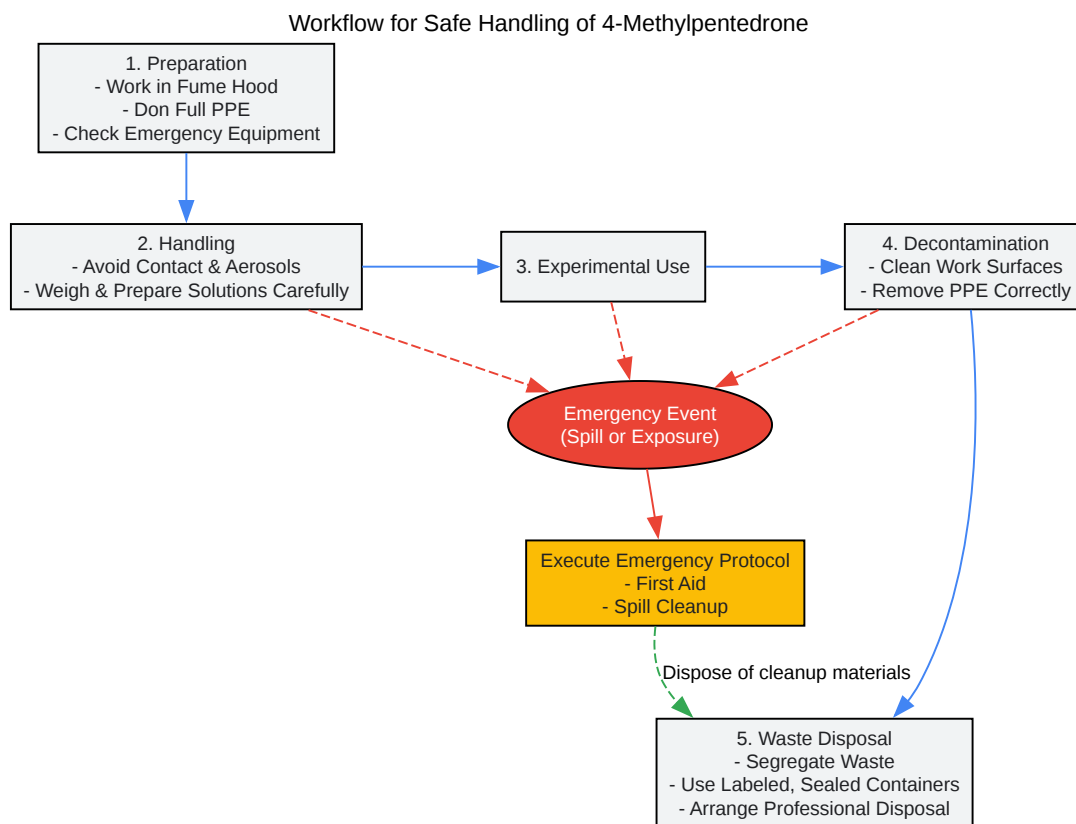 Workflow for Safe Handling of 4-Methylpentedrone
1. Preparation
- Work in Fume Hood
- Don Full PPE
- Check Emergency Equipment
2. Handling
- Avoid Contact & Aerosols
- Weigh & Prepare Solutions Carefully
3. Experimental Use
4. Decontamination
- Clean Work Surfaces
- Remove PPE Correctly
Emergency Event
(Spill or Exposure)
Execute Emergency Protocol
- First Aid
- Spill Cleanup
Dispose of cleanup materials
5. Waste Disposal
- Segregate Waste
- Use Labeled, Sealed Containers
- Arrange Professional Disposal